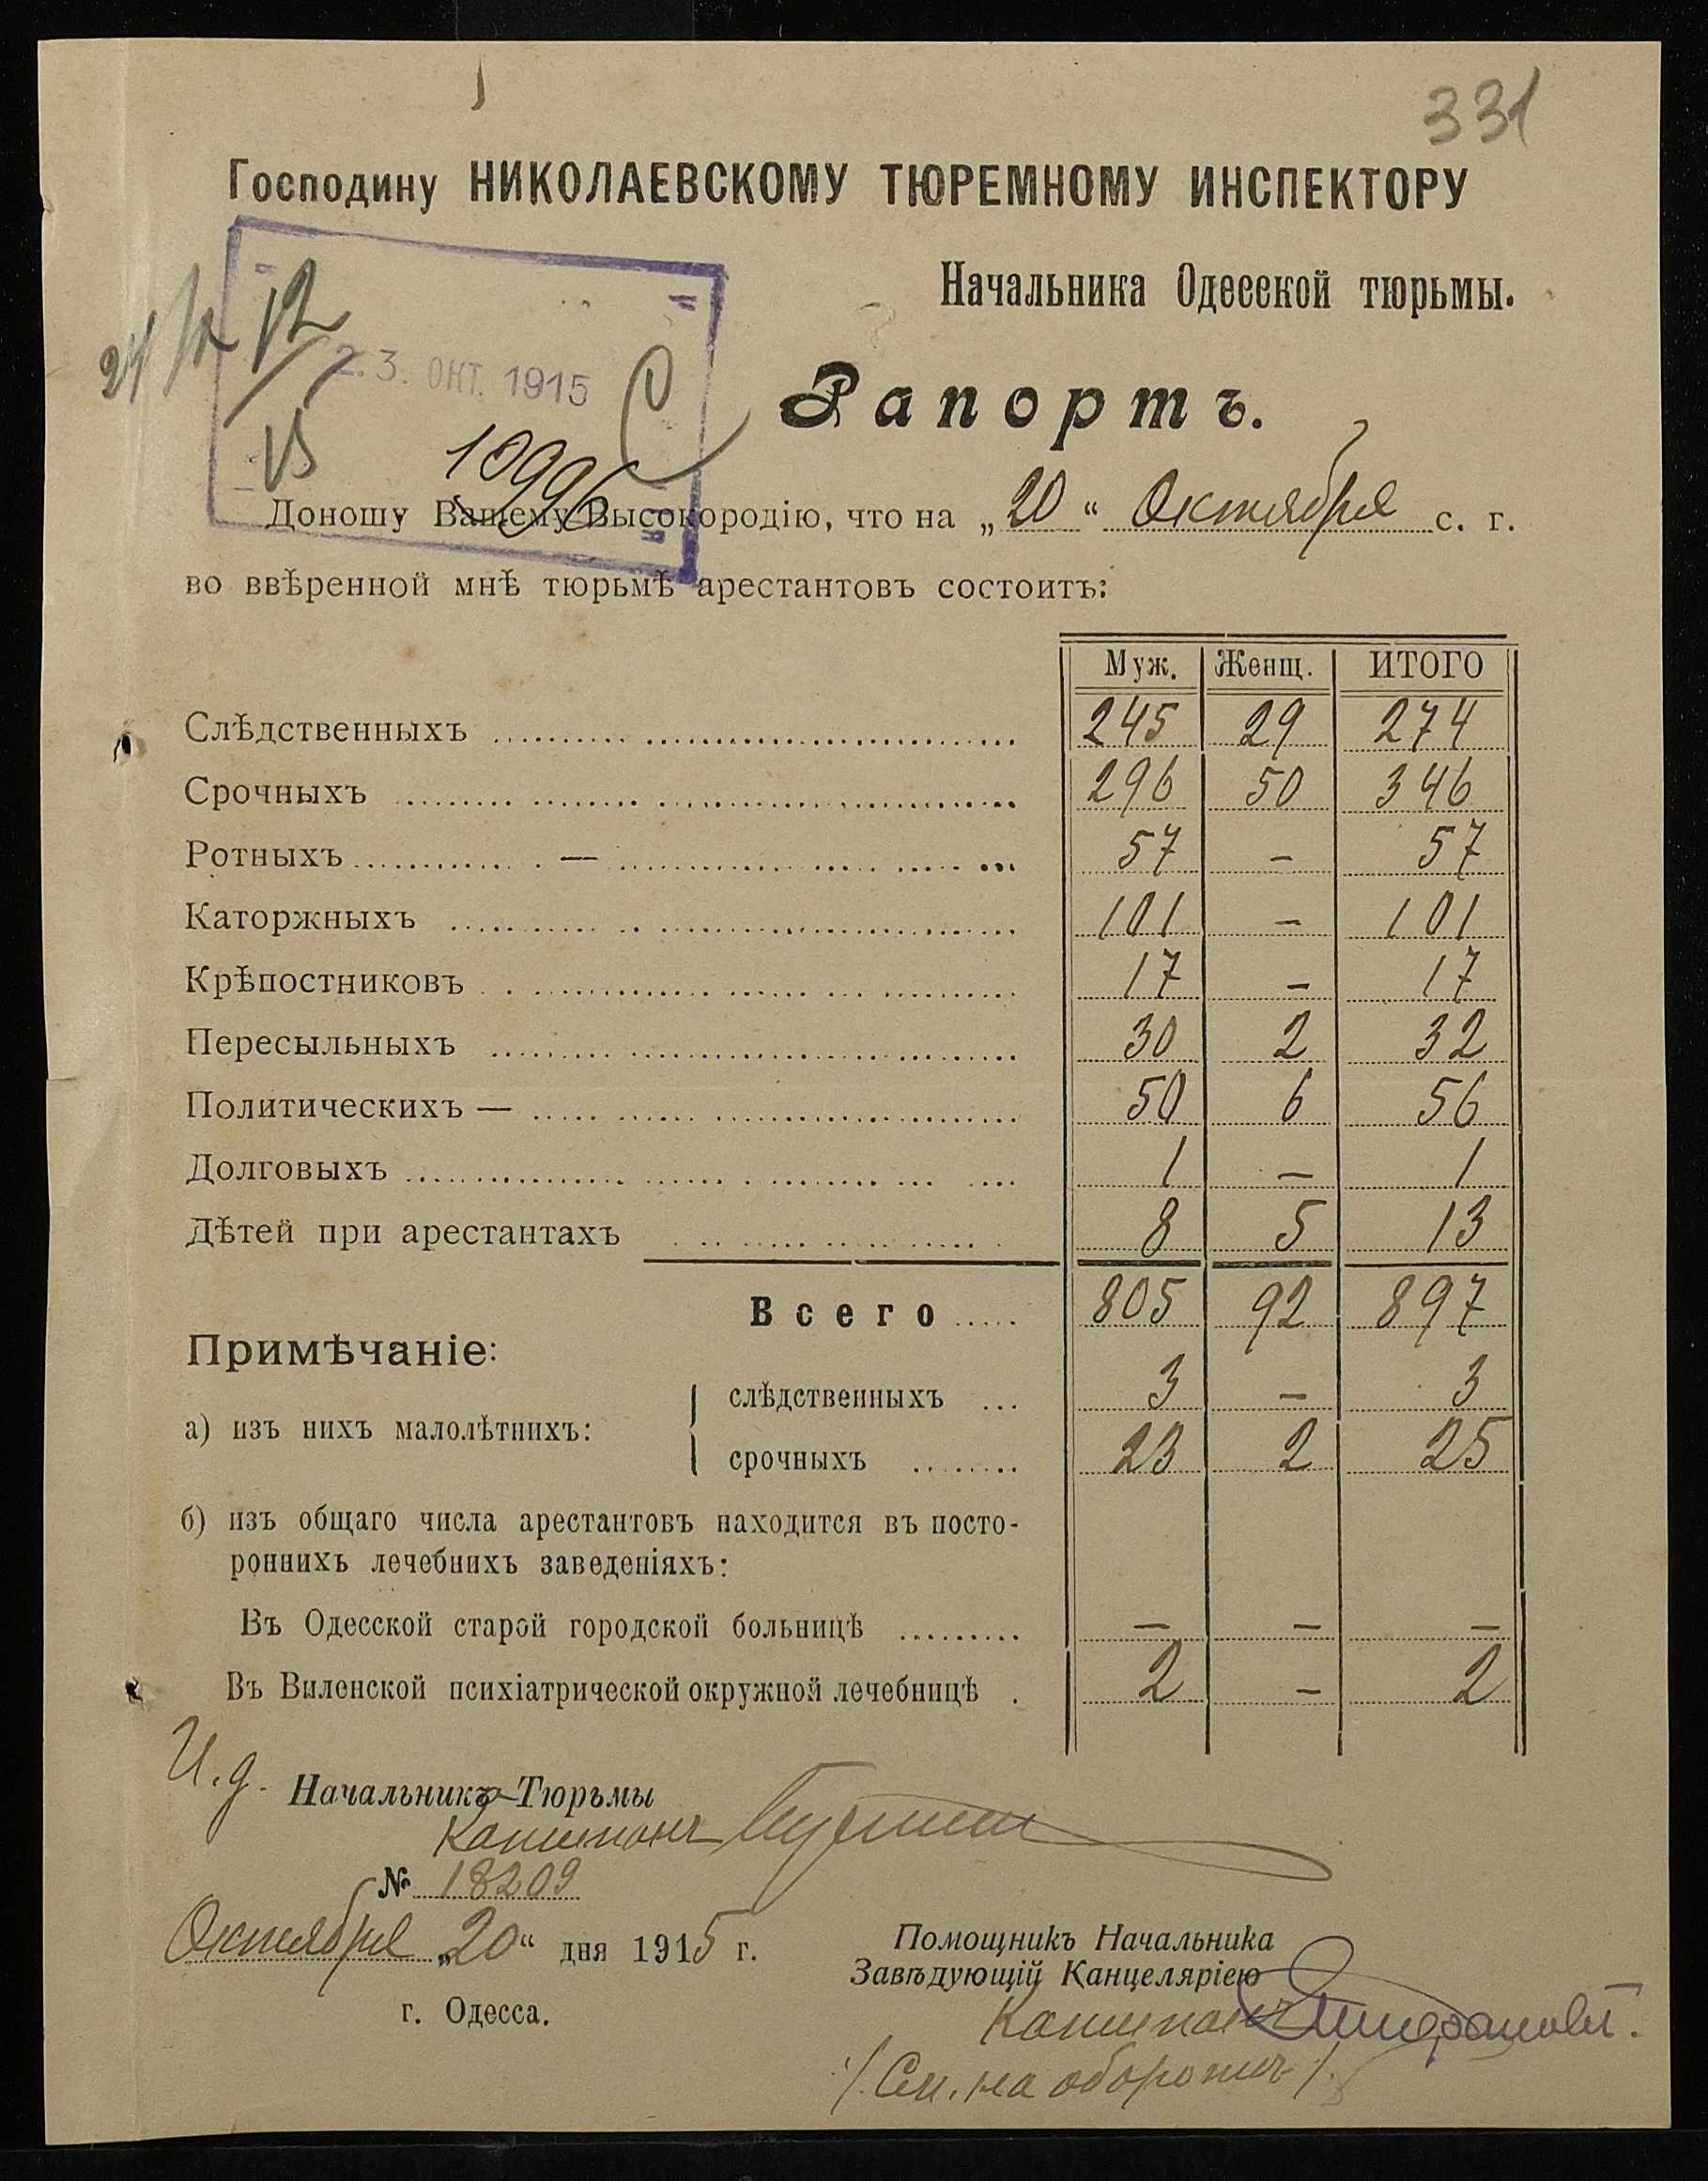 331
Господину НИКОЛАЕВСКОМУ ТЮРЕМНОМУ ИНСПЕКТОРУ
Начальника Одесской тюрьмы.
23. ОКТ. 1915
10996
Рапортъ.
Доношу Вашему Высокородію, что на „20“ Октября с. г.
во ввѣренной мнѣ тюрьмѣ арестантовъ состоитъ:
Муж. Женщ. ИТОГО
Слѣдственныхъ 245 29 274
Срочныхъ 296 50 346
Ротныхъ — 57 – 57
Каторжныхъ 101 – 101
Крѣпостниковъ 17 – 17
Пересыльныхъ 30 2 32
Политическихъ — 50 6 56
Долговыхъ 1 – 1
Дѣтей при арестантахъ 8 5 13
Всего 805 92 897
Примѣчаніе:
а) изъ нихъ малолѣтнихъ:
слѣдственныхъ 3 – 3
срочныхъ 23 2 25
б) изъ общаго числа арестантовъ находится въ посто-
роннихъ лечебнихъ заведеніяхъ:
Въ Одесской старой городской больницѣ – – –
Въ Виленской психіатрической окружной лечебницѣ 2 – 2
И.д. Начальникъ Тюрьмы
Капитанъ
№ 18209
Октября „20“ дня 1915 г.
г. Одесса.
Помощникъ Начальника
Завѣдующій Канцеляріею
Капитанъ
/См. на оборотѣ/